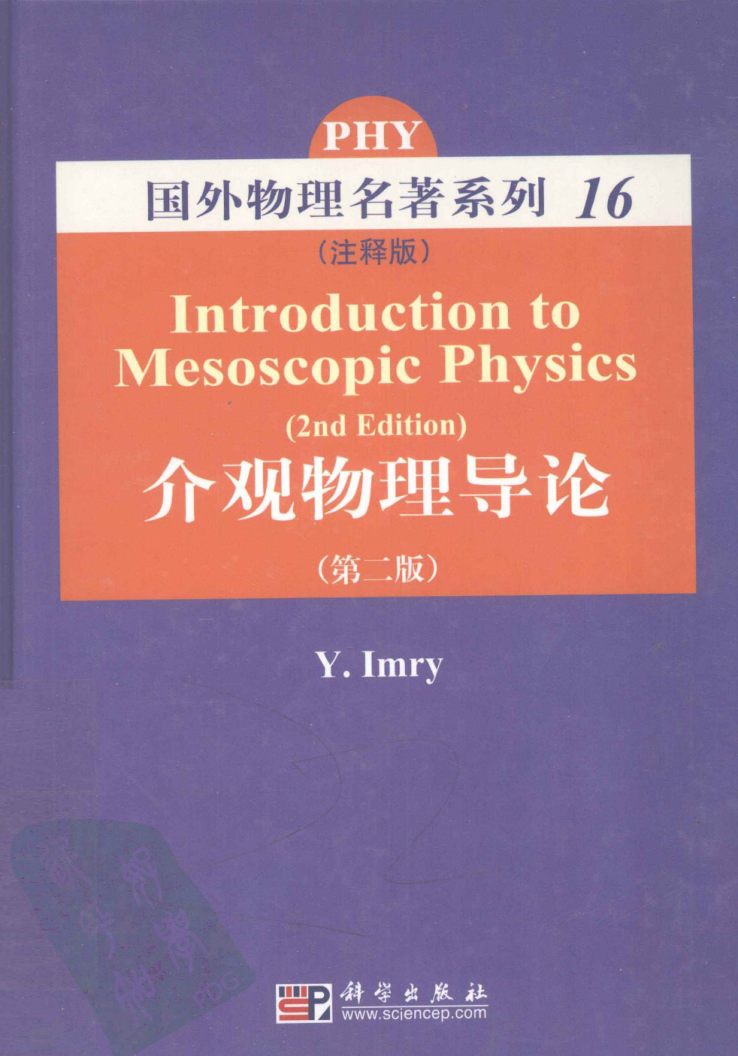 PHY
国外物理名著系列 16
(注释版)
Introduction to
Mesoscopic Physics
(2nd Edition)
介观物理导论
(第二版)
Y. Imry
PDG
科学出版社
www.sciencep.com